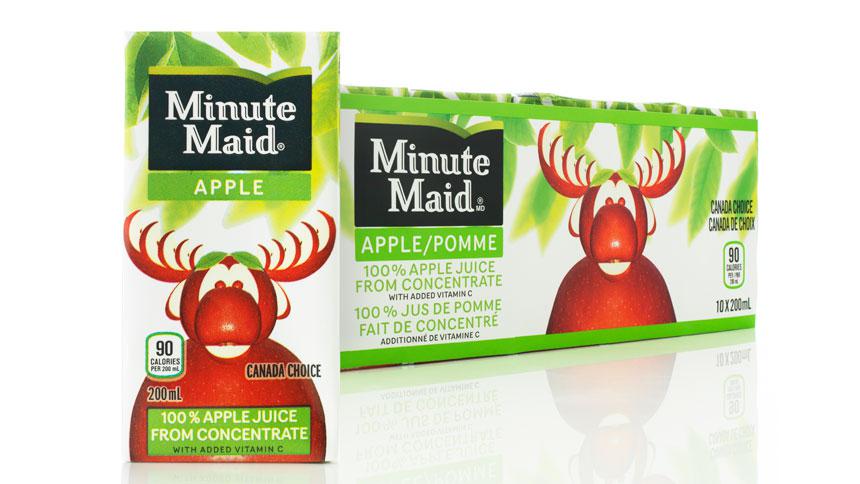 Minute
Maid®
APPLE
90
CALORIES
PER 200 mL
CANADA CHOICE
200mL
100% APPLE JUICE
FROM CONCENTRATE
WITH ADDED VITAMIN C
Minute
Maid®
MD
APPLE/POMME
100% APPLE JUICE
FROM CONCENTRATE
WITH ADDED VITAMIN C
100% JUS DE POMME
FAIT DE CONCENTRÉ
ADDITIONNÉ DE VITAMINE C
CANADA CHOICE
CANADA DE CHOIX
90
CALORIES
10 X 200mL